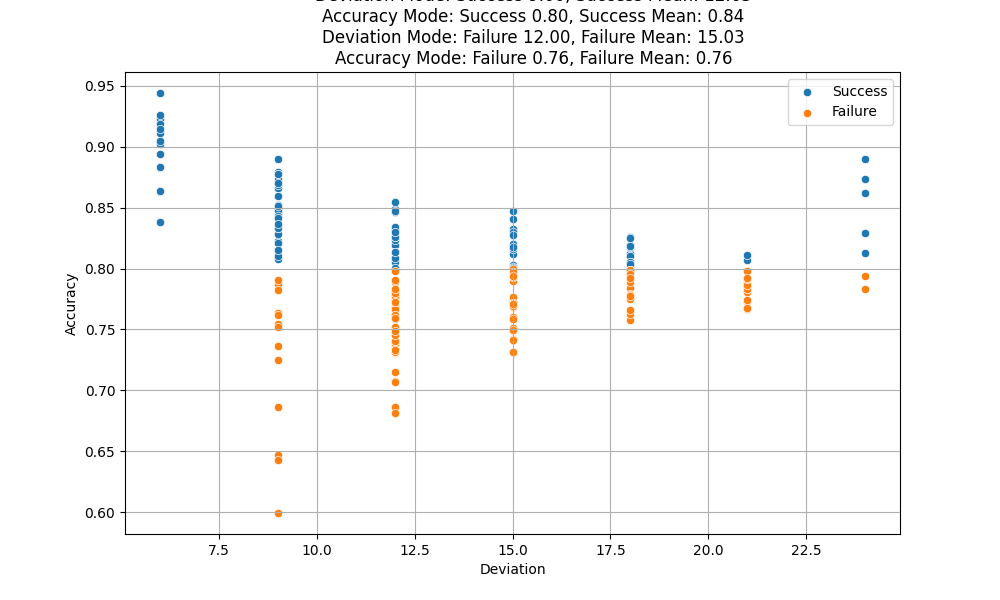 Accuracy Mode: Success 0.80, Success Mean: 0.84
Deviation Mode: Failure 12.00, Failure Mean: 15.03
Accuracy Mode: Failure 0.76, Failure Mean: 0.76
Success
Failure
0.95
0.90
0.85
0.80
0.75
0.70
0.65
0.60
Accuracy
7.5 10.0 12.5 15.0 17.5 20.0 22.5
Deviation